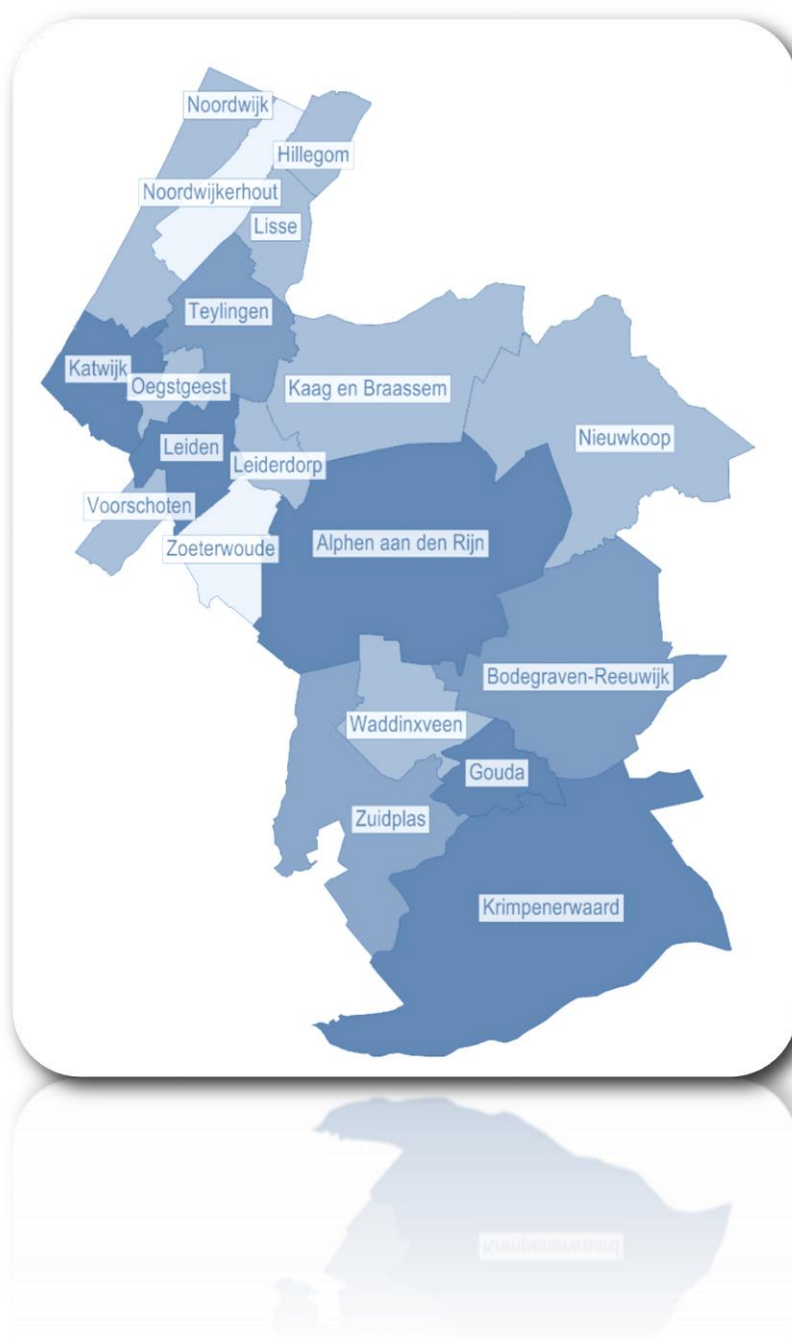 Noordwijk
Hillegom
Noordwijkerhout
Lisse
Teylingen
Katwijk
Oegstgeest
Kaag en Braassem
Nieuwkoop
Leiden
Leiderdorp
Voorschoten
Zoeterwoude
Alphen aan den Rijn
Bodegraven-Reeuwijk
Waddinxveen
Gouda
Zuidplas
Krimpenerwaard